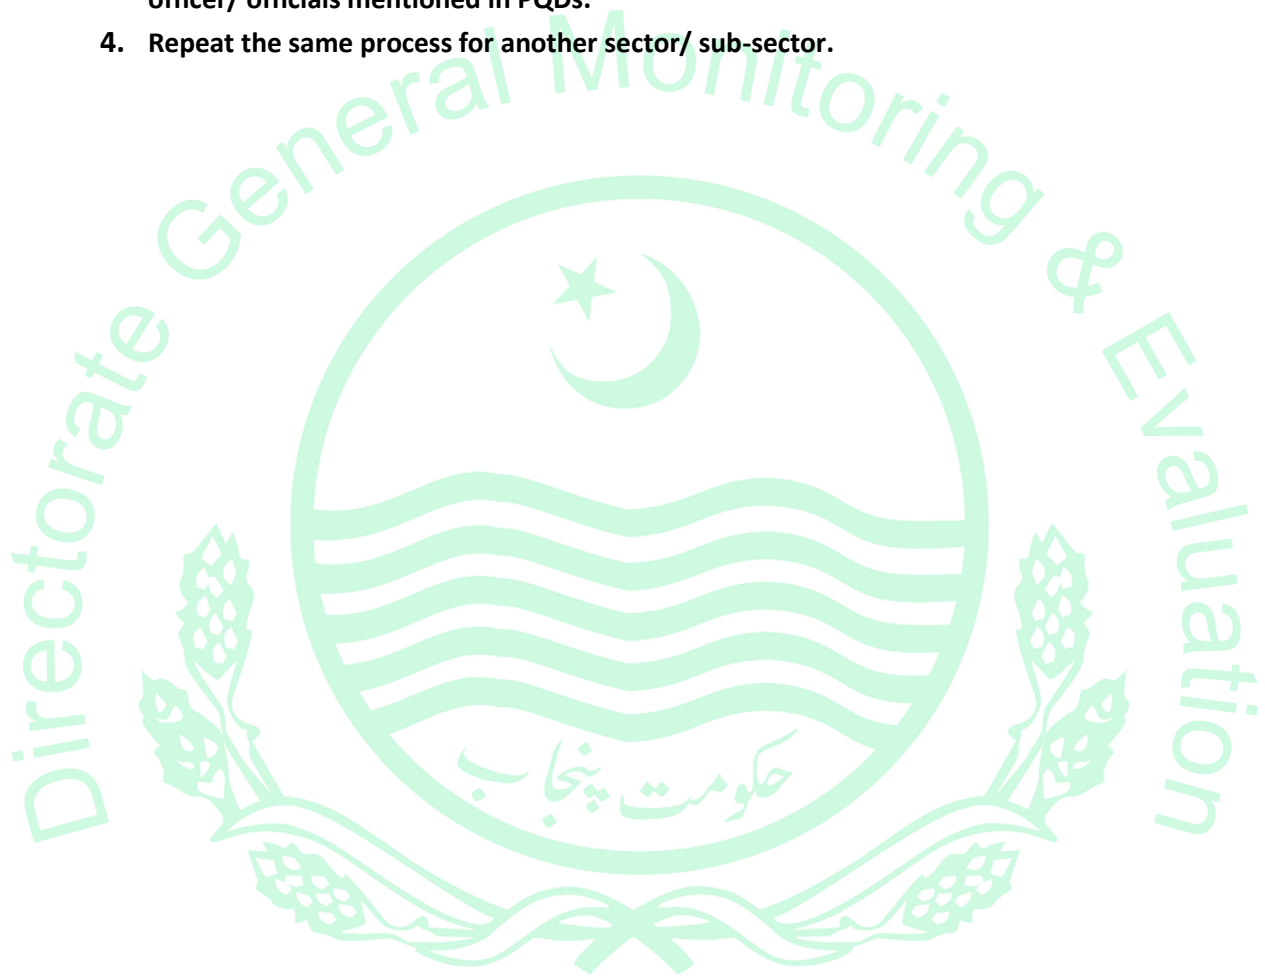 officer/ officials mentioned in PQDs.
4. Repeat the same process for another sector/ sub-sector.
Directorate General Monitoring & Evaluation
حکومت پنجاب